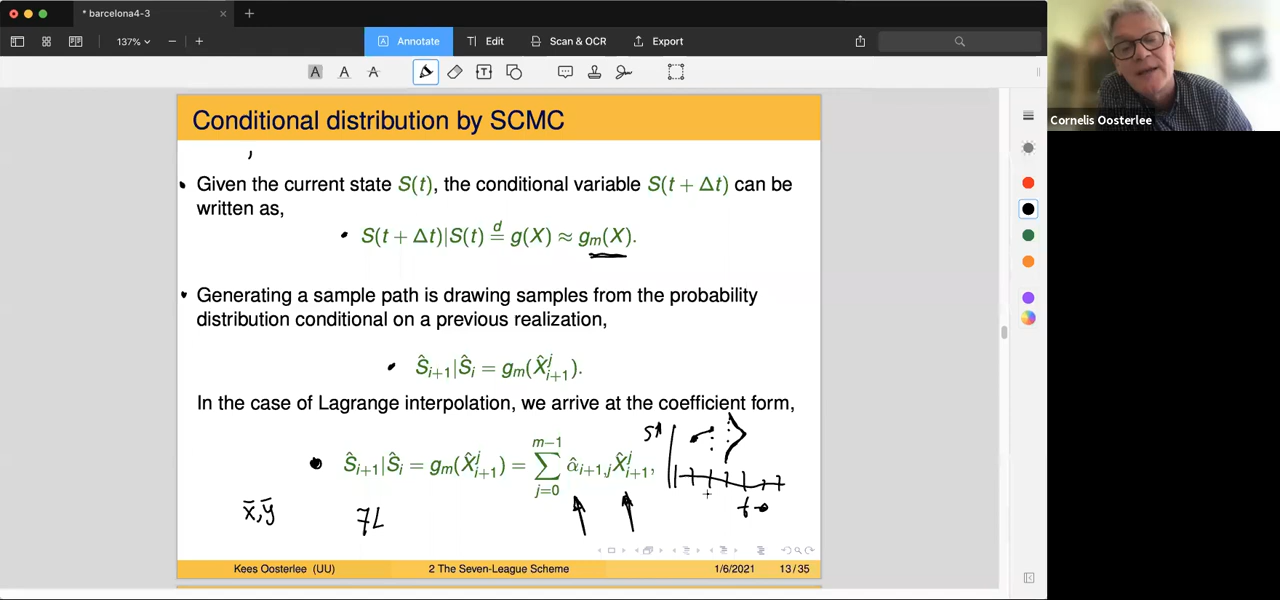 * barcelona4-3
137%
Annotate
Edit
Scan & OCR
Export
Cornelis Oosterlee
Conditional distribution by SCMC
Given the current state S(t), the conditional variable S(t + Δt) can be
written as,
S(t + Δt)|S(t) d= g(X) ≈ gₘ(X).
Generating a sample path is drawing samples from the probability
distribution conditional on a previous realization,
Ŝᵢ₊₁|Ŝᵢ = gₘ(X̂ʲᵢ₊₁).
In the case of Lagrange interpolation, we arrive at the coefficient form,
Ŝᵢ₊₁|Ŝᵢ = gₘ(X̂ʲᵢ₊₁) = ∑ⱼ₌₀ᵐ⁻¹ α̂ᵢ₊₁,ⱼX̂ʲᵢ₊₁,
S
t
x̄, ȳ
7L
Kees Oosterlee (UU)
2 The Seven-League Scheme
1/6/2021
13 / 35